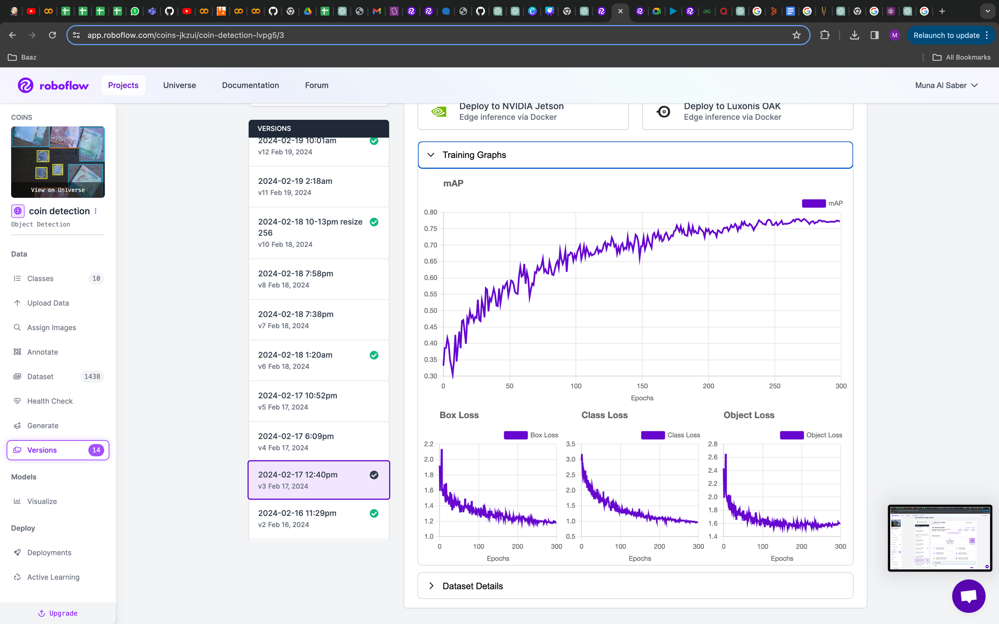 app.roboflow.com/coins-jkzui/coin-detection-lvpg5/3
M
Relaunch to update
Baaz
All Bookmarks
roboflow
Projects
Universe
Documentation
Forum
Muna Al Saber
COINS
View on Universe
coin detection
Object Detection
Data
Classes 10
Upload Data
Assign Images
Annotate
Dataset 1438
Health Check
Generate
Versions 14
Models
Visualize
Deploy
Deployments
Active Learning
Upgrade
VERSIONS
2024-02-19 10:01am
v12 Feb 19, 2024
2024-02-19 2:18am
v11 Feb 19, 2024
2024-02-18 10-13pm resize
256
v10 Feb 18, 2024
2024-02-18 7:58pm
v8 Feb 18, 2024
2024-02-18 7:38pm
v7 Feb 18, 2024
2024-02-18 1:20am
v6 Feb 18, 2024
2024-02-17 10:52pm
v5 Feb 17, 2024
2024-02-17 6:09pm
v4 Feb 17, 2024
2024-02-17 12:40pm
v3 Feb 17, 2024
2024-02-16 11:29pm
v2 Feb 16, 2024
Deploy to NVIDIA Jetson
Edge inference via Docker
Deploy to Luxonis OAK
Edge inference via Docker
Training Graphs
mAP
mAP
0.80
0.75
0.70
0.65
0.60
0.55
0.50
0.45
0.40
0.35
0.30
0 50 100 150 200 250 300
Epochs
Box Loss
Box Loss
2.2
2.0
1.8
1.6
1.4
1.2
1.0
0 100 200 300
Epochs
Class Loss
Class Loss
3.5
3.0
2.5
2.0
1.5
1.0
0.5
0 100 200 300
Epochs
Object Loss
Object Loss
2.8
2.6
2.4
2.2
2.0
1.8
1.6
1.4
0 100 200 300
Epochs
Dataset Details